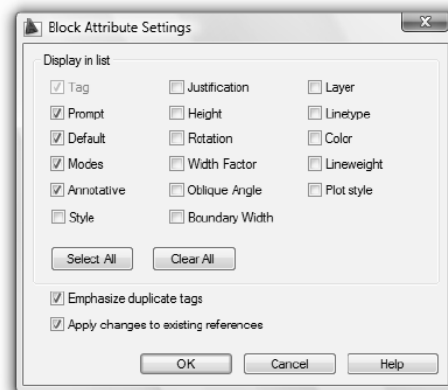 Block Attribute Settings
Display in list
Tag Justification Layer
Prompt Height Linetype
Default Rotation Color
Modes Width Factor Lineweight
Annotative Oblique Angle Plot style
Style Boundary Width
Select All Clear All
Emphasize duplicate tags
Apply changes to existing references
OK Cancel Help